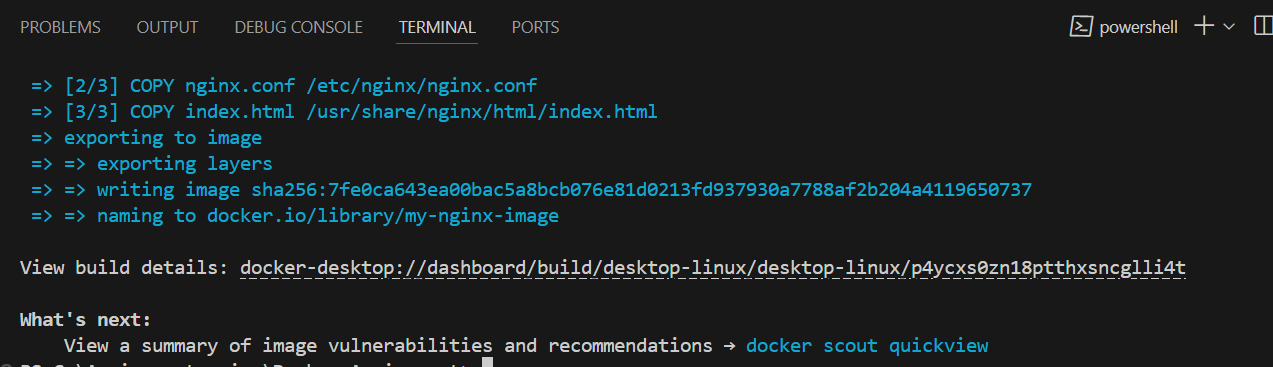 PROBLEMS OUTPUT DEBUG CONSOLE TERMINAL PORTS powershell
=> [2/3] COPY nginx.conf /etc/nginx/nginx.conf
=> [3/3] COPY index.html /usr/share/nginx/html/index.html
=> exporting to image
=> => exporting layers
=> => writing image sha256:7fe0ca643ea00bac5a8bcb076e81d0213fd937930a7788af2b204a4119650737
=> => naming to docker.io/library/my-nginx-image
View build details: docker-desktop://dashboard/build/desktop-linux/desktop-linux/p4ycxs0zn18ptthxsncglli4t
What's next:
View a summary of image vulnerabilities and recommendations → docker scout quickview